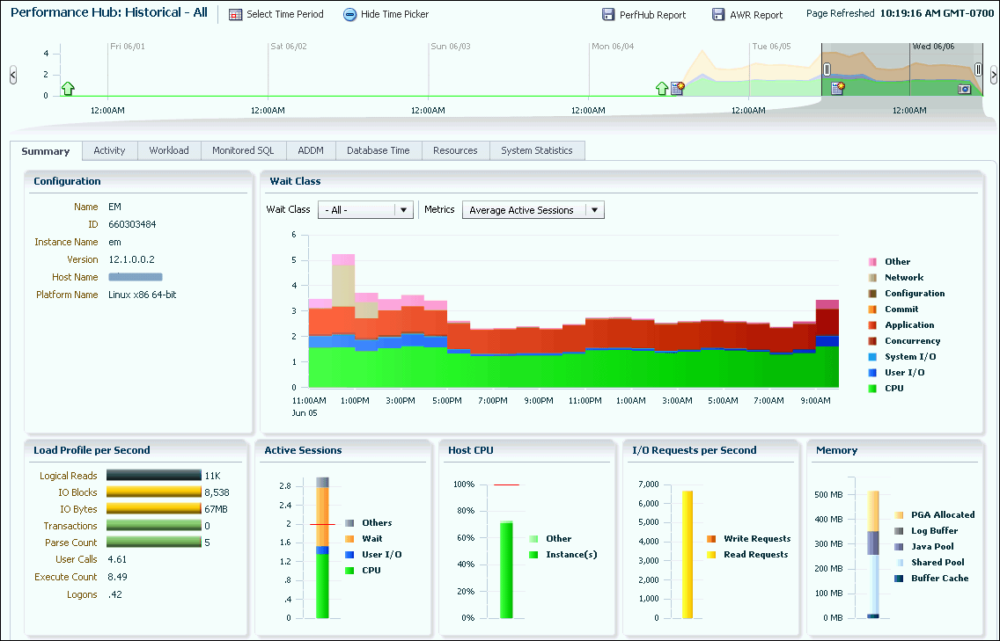 Performance Hub: Historical - All Select Time Period Hide Time Picker PerfHub Report AWR Report Page Refreshed 10:19:16 AM GMT-0700
Fri 06/01 Sat 06/02 Sun 06/03 Mon 06/04 Tue 06/05 Wed 06/06
4
2
0
12:00AM 12:00AM 12:00AM 12:00AM 12:00AM 12:00AM
Summary Activity Workload Monitored SQL ADDM Database Time Resources System Statistics
Configuration
Name EM
ID 660303484
Instance Name em
Version 12.1.0.0.2
Host Name
Platform Name Linux x86 64-bit
Wait Class
Wait Class - All - Metrics Average Active Sessions
6
5
4
3
2
1
0
11:00AM 1:00PM 3:00PM 5:00PM 7:00PM 9:00PM 11:00PM 1:00AM 3:00AM 5:00AM 7:00AM 9:00AM
Jun 05
Other
Network
Configuration
Commit
Application
Concurrency
System I/O
User I/O
CPU
Load Profile per Second
Logical Reads 11K
IO Blocks 8,538
IO Bytes 67MB
Transactions 0
Parse Count 5
User Calls 4.61
Execute Count 8.49
Logons .42
Active Sessions
2.8
2.4
2
1.6
1.2
.8
.4
0
Others
Wait
User I/O
CPU
Host CPU
100%
80%
60%
40%
20%
0%
Other
Instance(s)
I/O Requests per Second
7,000
6,000
5,000
4,000
3,000
2,000
1,000
0
Write Requests
Read Requests
Memory
500 MB
400 MB
300 MB
200 MB
100 MB
0 MB
PGA Allocated
Log Buffer
Java Pool
Shared Pool
Buffer Cache